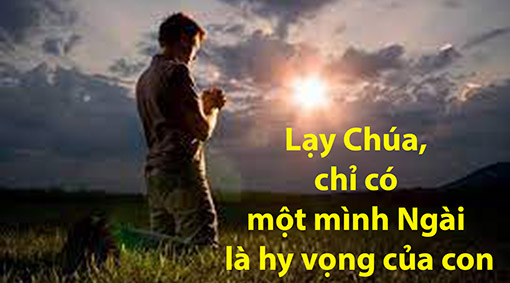 Lạy Chúa,
chỉ có
một mình Ngài
là hy vọng của con